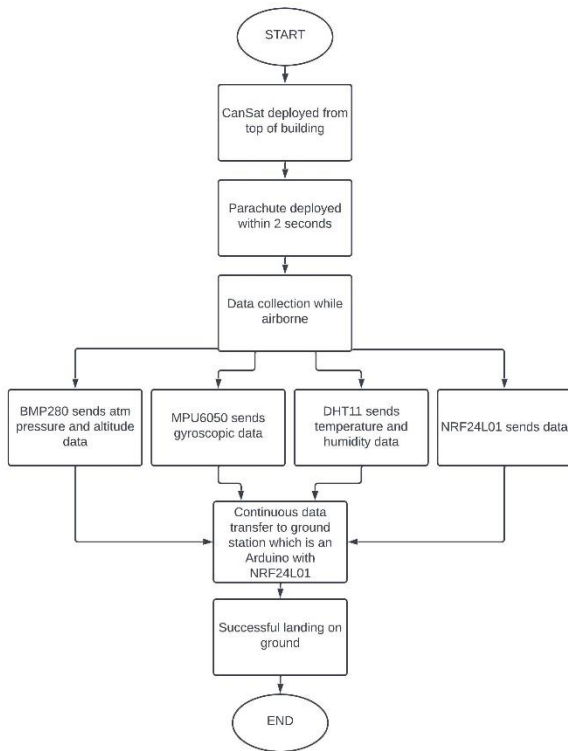 START
CanSat deployed from
top of building
Parachute deployed
within 2 seconds
Data collection while
airborne
BMP280 sends atm
pressure and altitude
data
MPU6050 sends
gyroscopic data
DHT11 sends
temperature and
humidity data
NRF24L01 sends data
Continuous data
transfer to ground
station which is an
Arduino with
NRF24L01
Successful landing on
ground
END